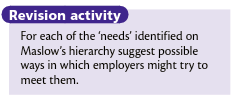 Revision activity
For each of the ‘needs’ identified on
Maslow’s hierarchy suggest possible
ways in which employers might try to
meet them.